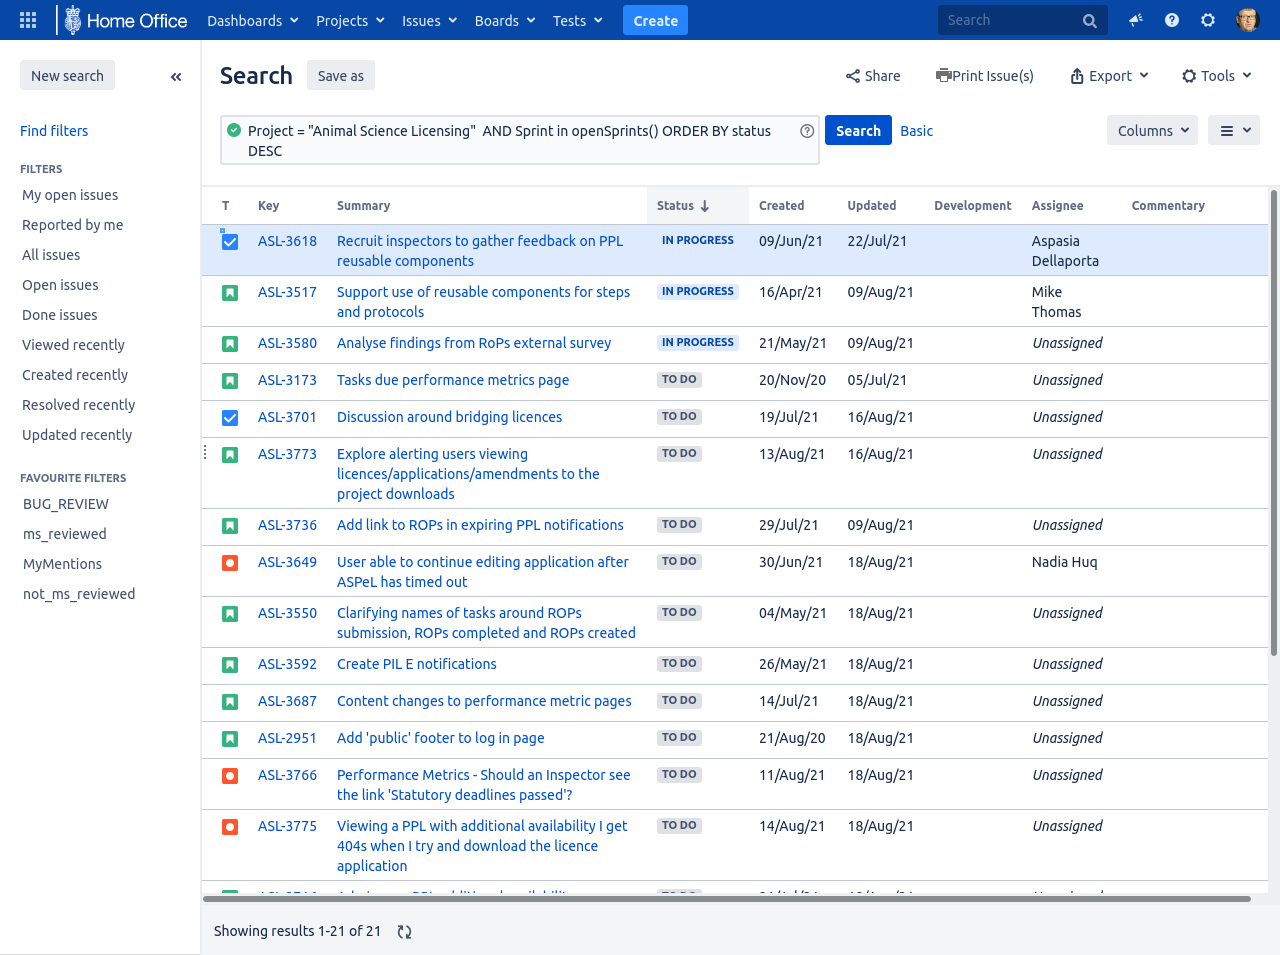 Home Office Dashboards Projects Issues Boards Tests Create Search
New search
Search Save as Share Print Issue(s) Export Tools
Find filters
Project = "Animal Science Licensing"  AND Sprint in openSprints() ORDER BY status
DESC
Search Basic Columns
FILTERS
My open issues
Reported by me
All issues
Open issues
Done issues
Viewed recently
Created recently
Resolved recently
Updated recently
FAVOURITE FILTERS
BUG_REVIEW
ms_reviewed
MyMentions
not_ms_reviewed
T Key Summary Status Created Updated Development Assignee Commentary
ASL-3618 Recruit inspectors to gather feedback on PPL IN PROGRESS 09/Jun/21 22/Jul/21 Aspasia
reusable components Dellaporta
ASL-3517 Support use of reusable components for steps IN PROGRESS 16/Apr/21 09/Aug/21 Mike
and protocols Thomas
ASL-3580 Analyse findings from RoPs external survey IN PROGRESS 21/May/21 09/Aug/21 Unassigned
ASL-3173 Tasks due performance metrics page TO DO 20/Nov/20 05/Jul/21 Unassigned
ASL-3701 Discussion around bridging licences TO DO 19/Jul/21 16/Aug/21 Unassigned
ASL-3773 Explore alerting users viewing TO DO 13/Aug/21 16/Aug/21 Unassigned
licences/applications/amendments to the
project downloads
ASL-3736 Add link to ROPs in expiring PPL notifications TO DO 29/Jul/21 09/Aug/21 Unassigned
ASL-3649 User able to continue editing application after TO DO 30/Jun/21 18/Aug/21 Nadia Huq
ASPeL has timed out
ASL-3550 Clarifying names of tasks around ROPs TO DO 04/May/21 18/Aug/21 Unassigned
submission, ROPs completed and ROPs created
ASL-3592 Create PIL E notifications TO DO 26/May/21 18/Aug/21 Unassigned
ASL-3687 Content changes to performance metric pages TO DO 14/Jul/21 18/Aug/21 Unassigned
ASL-2951 Add 'public' footer to log in page TO DO 21/Aug/20 18/Aug/21 Unassigned
ASL-3766 Performance Metrics - Should an Inspector see TO DO 11/Aug/21 18/Aug/21 Unassigned
the link 'Statutory deadlines passed'?
ASL-3775 Viewing a PPL with additional availability I get TO DO 14/Aug/21 18/Aug/21 Unassigned
404s when I try and download the licence
application
Showing results 1-21 of 21